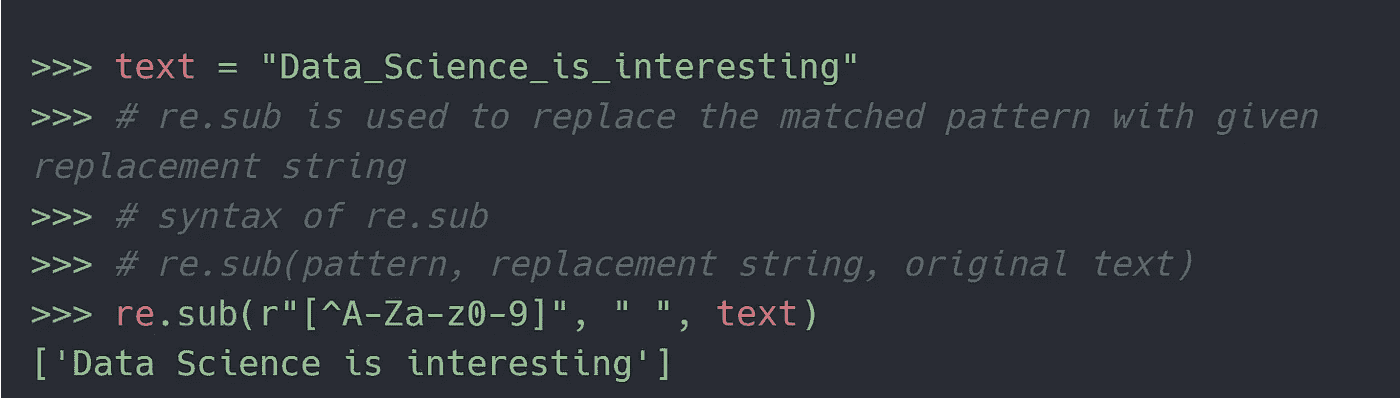 >>> text = "Data_Science_is_interesting"
>>> # re.sub is used to replace the matched pattern with given
replacement string
>>> # syntax of re.sub
>>> # re.sub(pattern, replacement string, original text)
>>> re.sub(r"[^A-Za-z0-9]", " ", text)
['Data Science is interesting']